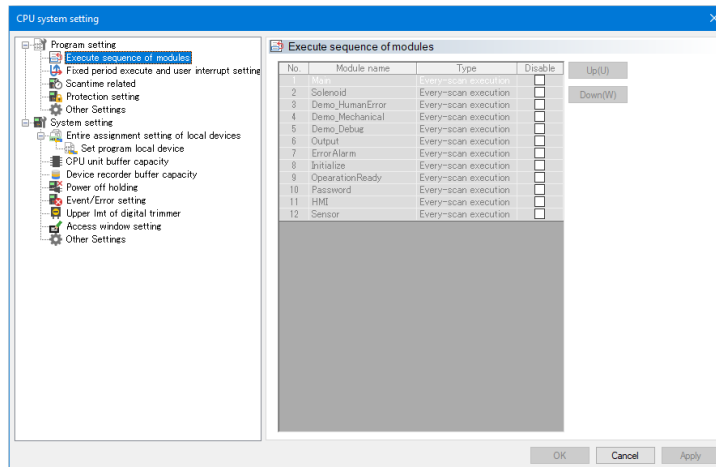 CPU system setting
Program setting
Execute sequence of modules
Fixed period execute and user interrupt setting
Scantime related
Protection setting
Other Settings
System setting
Entire assignment setting of local devices
Set program local device
CPU unit buffer capacity
Device recorder buffer capacity
Power off holding
Event/Error setting
Upper lmt of digital trimmer
Access window setting
Other Settings
Execute sequence of modules
No. Module name Type Disable
1 Main Every-scan execution
2 Solenoid Every-scan execution
3 Demo_HumanError Every-scan execution
4 Demo_Mechanical Every-scan execution
5 Demo_Debug Every-scan execution
6 Output Every-scan execution
7 ErrorAlarm Every-scan execution
8 Initialize Every-scan execution
9 OpearationReady Every-scan execution
10 Password Every-scan execution
11 HMI Every-scan execution
12 Sensor Every-scan execution
Up(U)
Down(W)
OK Cancel Apply